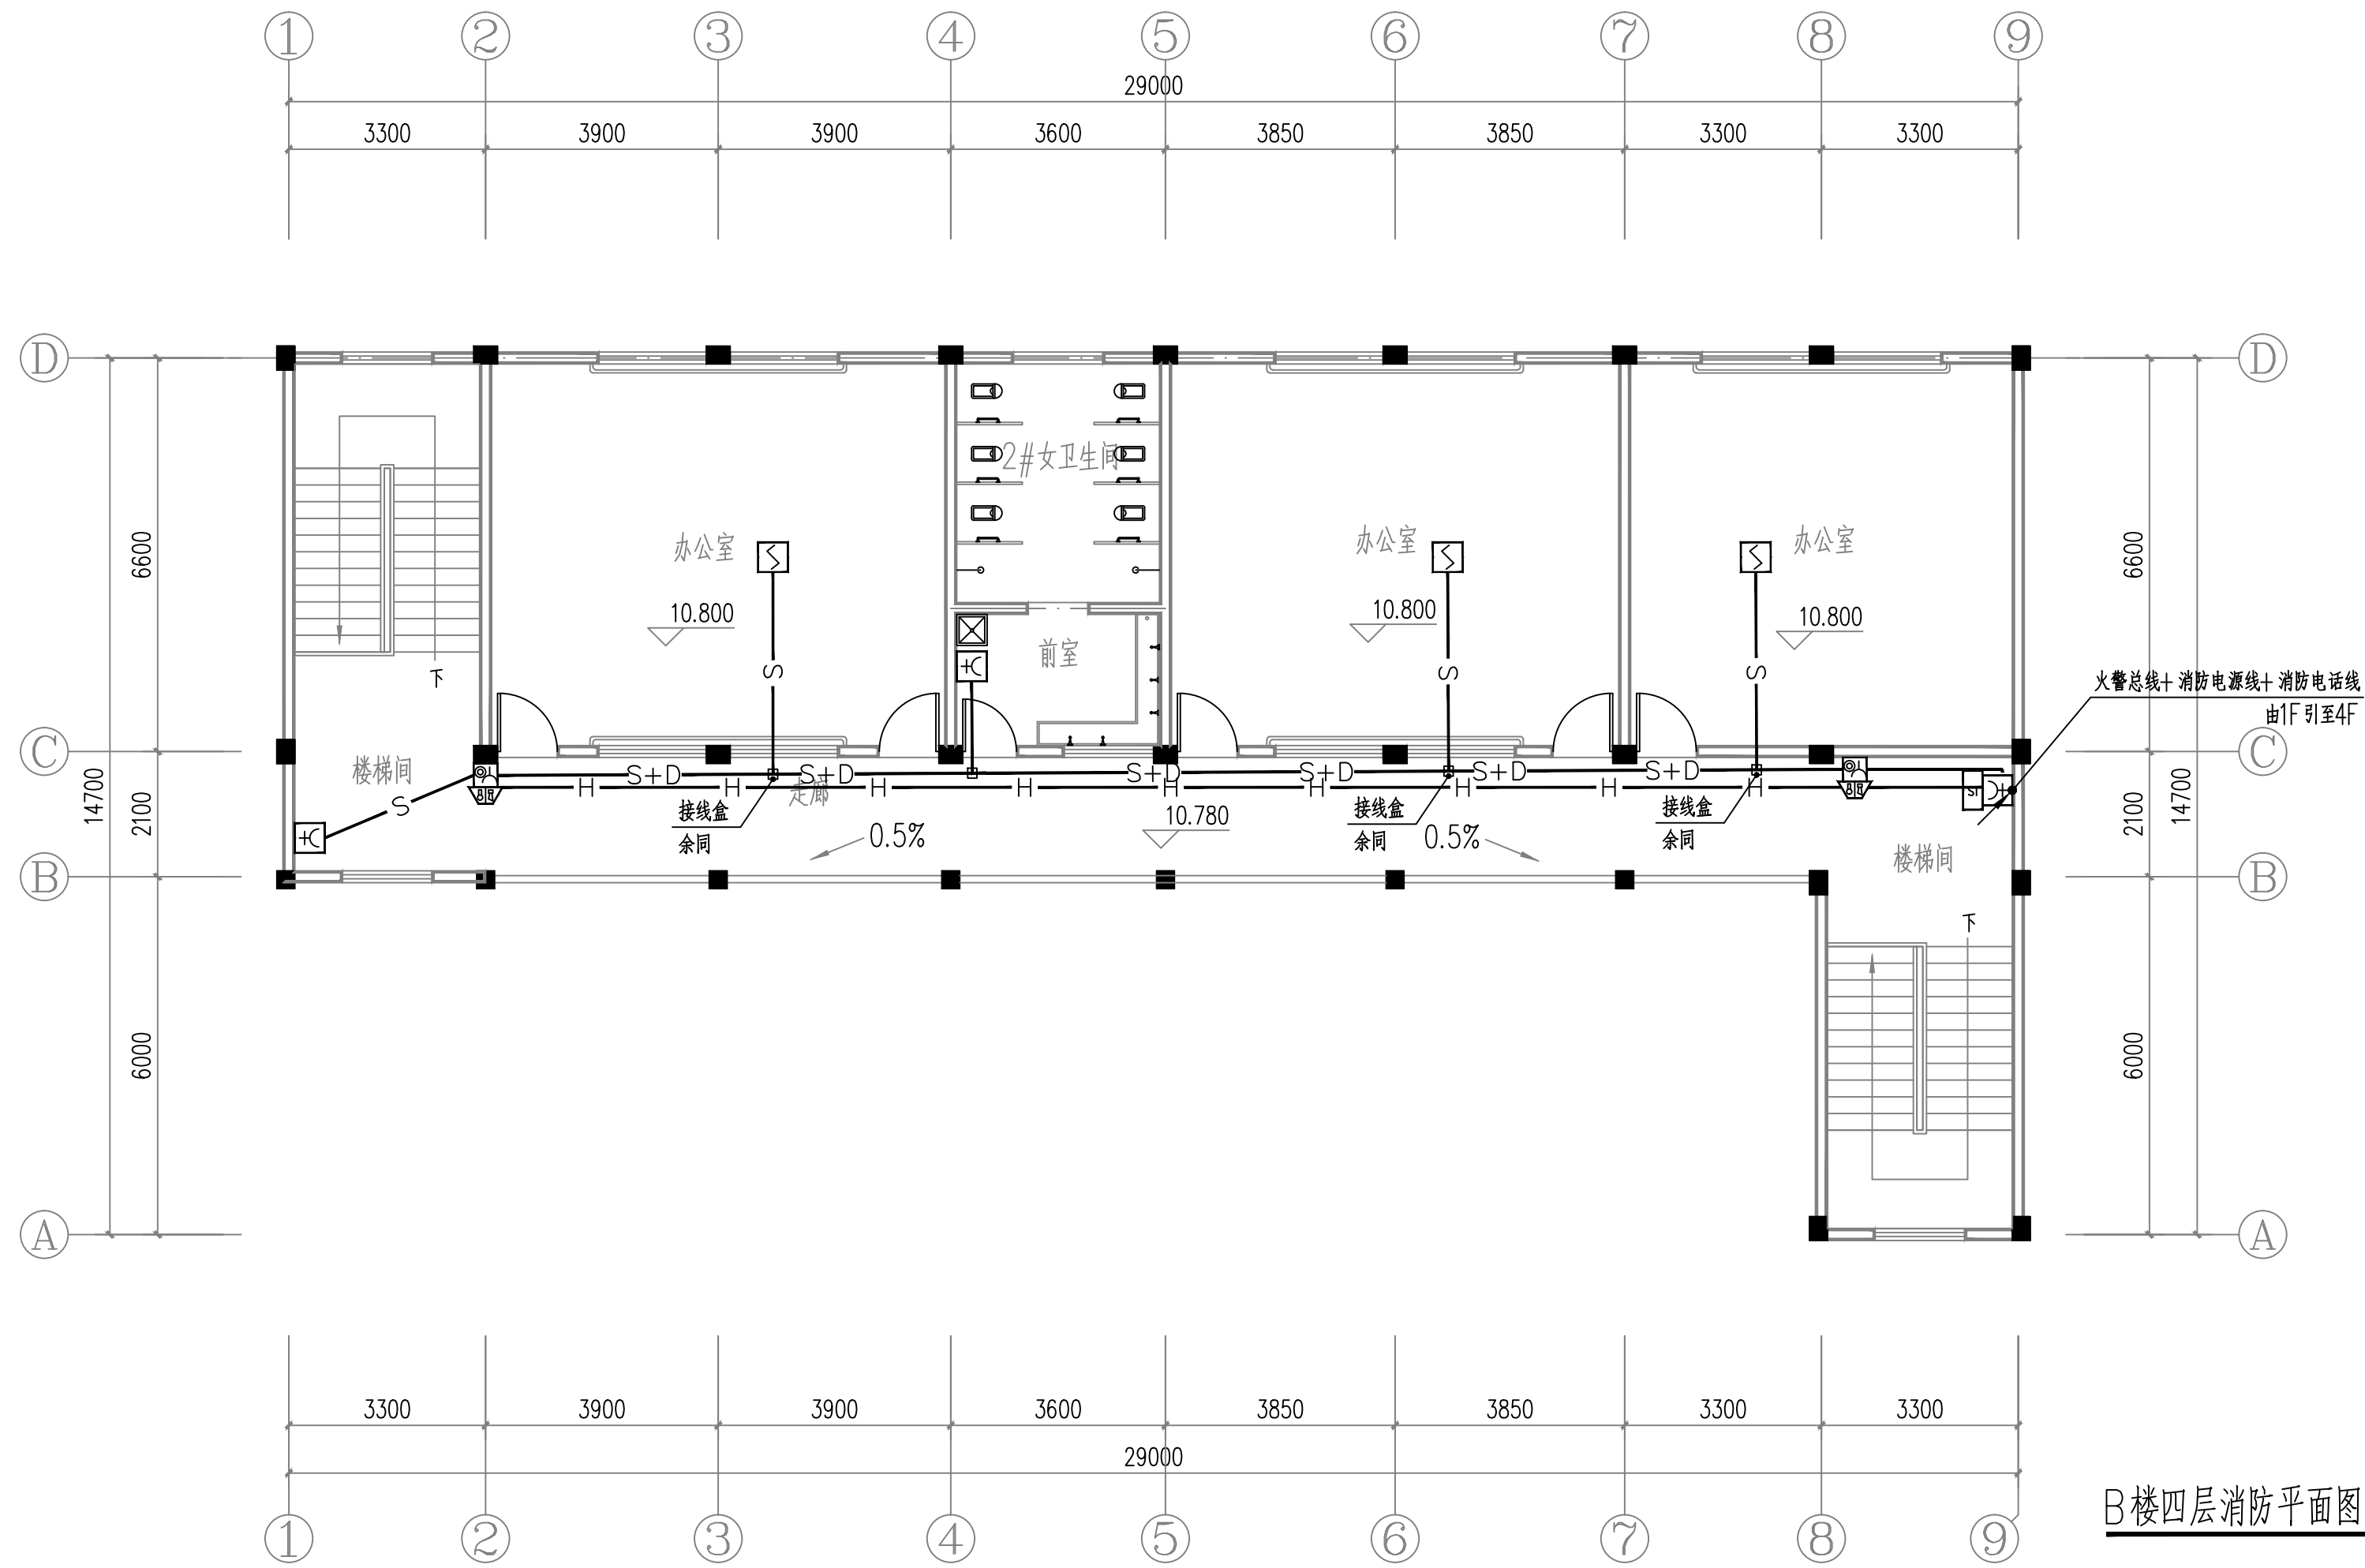 1 2 3 4 5 6 7 8 9
29000
3300 3900 3900 3600 3850 3850 3300 3300
D D
2#女卫生间
6600 办公室 办公室 办公室 6600
10.800 10.800 10.800
前室
S S S
下
火警总线+消防电源线+消防电话线
由1F引至4F
C C
楼梯间
S+D S+D S+D S+D S+D S+D
H H H H H H H H H
走廊
SI
14700 2100 S 接线盒 10.780 接线盒 接线盒 2100 14700
余同 0.5% 余同 0.5% 余同
楼梯间
B B
下
6000 6000
A A
3300 3900 3900 3600 3850 3850 3300 3300
29000
B楼四层消防平面图
1 2 3 4 5 6 7 8 9